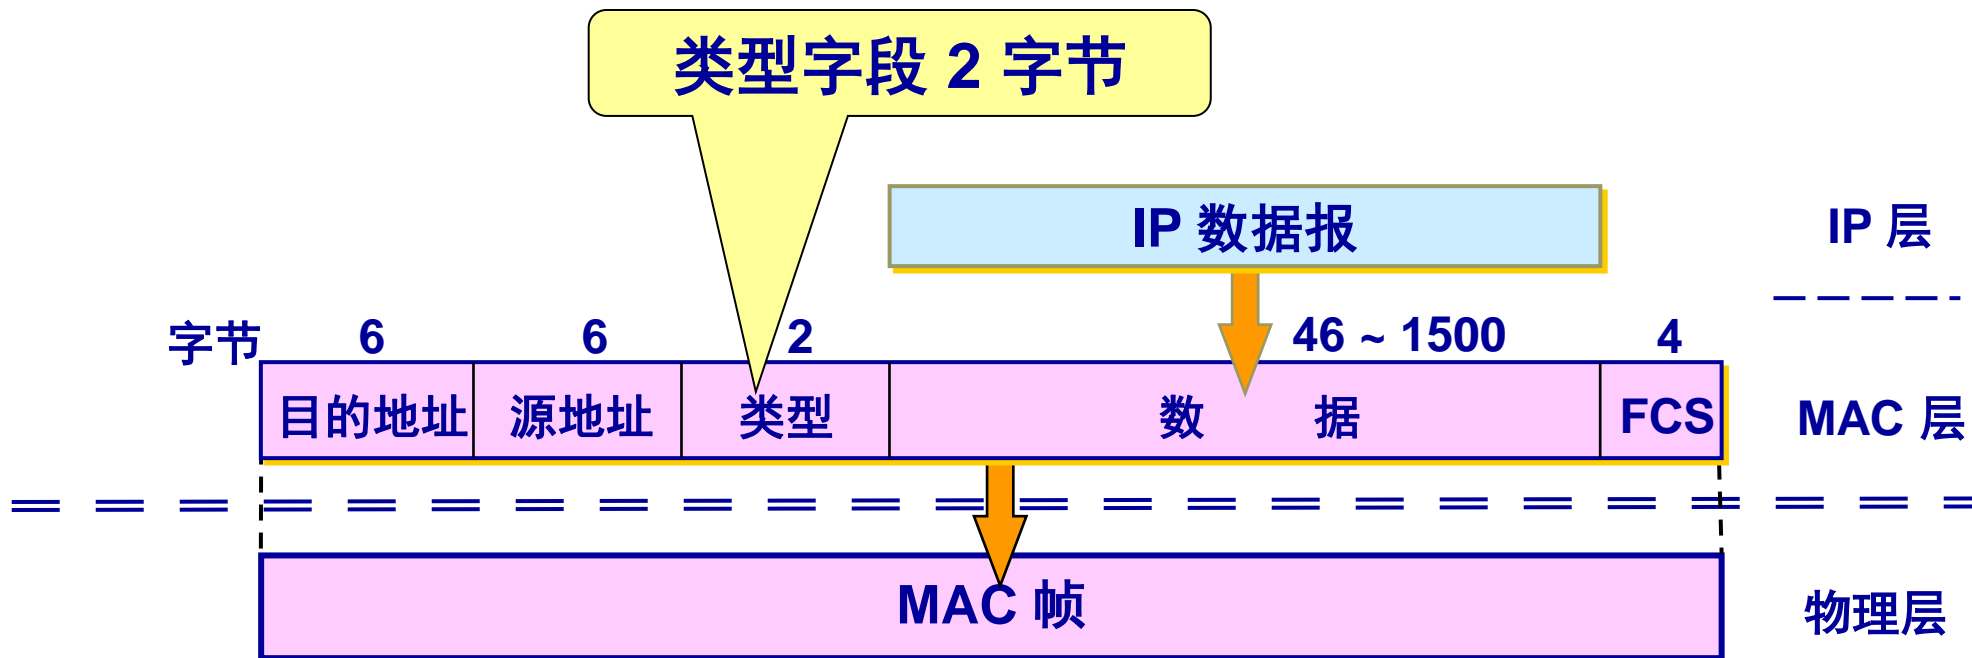 类型字段 2 字节
IP 数据报
IP 层
字节 6 6 2 46 ~ 1500 4
目的地址 源地址 类型 数 据 FCS
MAC 层
MAC 帧
物理层